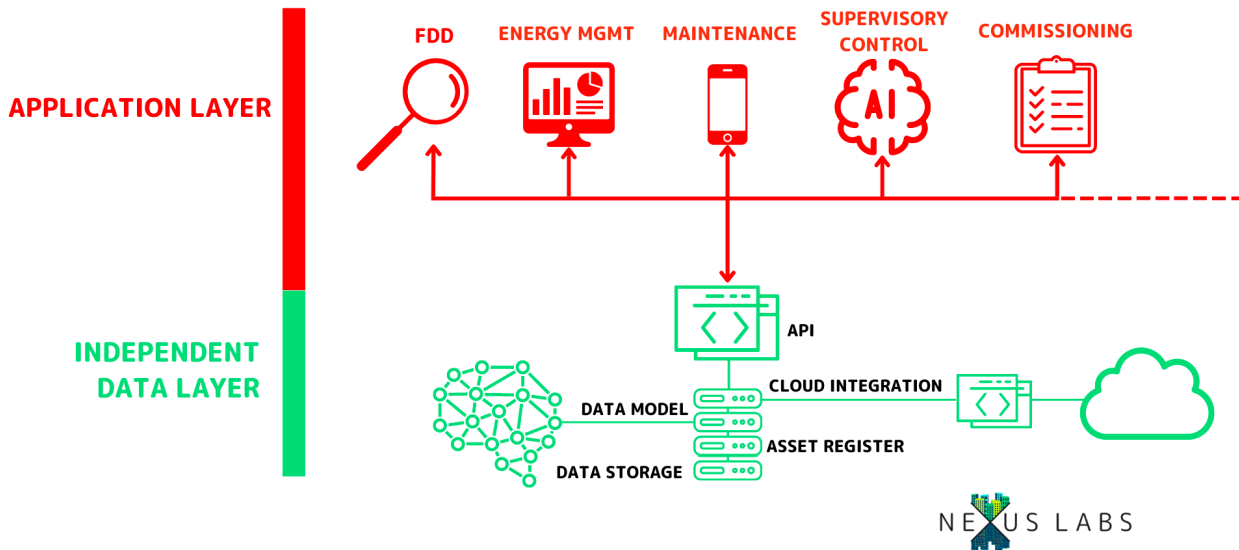 FDD
ENERGY MGMT
MAINTENANCE
SUPERVISORY
CONTROL
COMMISSIONING
APPLICATION LAYER
AI
API
INDEPENDENT
DATA LAYER
CLOUD INTEGRATION
DATA MODEL
ASSET REGISTER
DATA STORAGE
NEXUS LABS